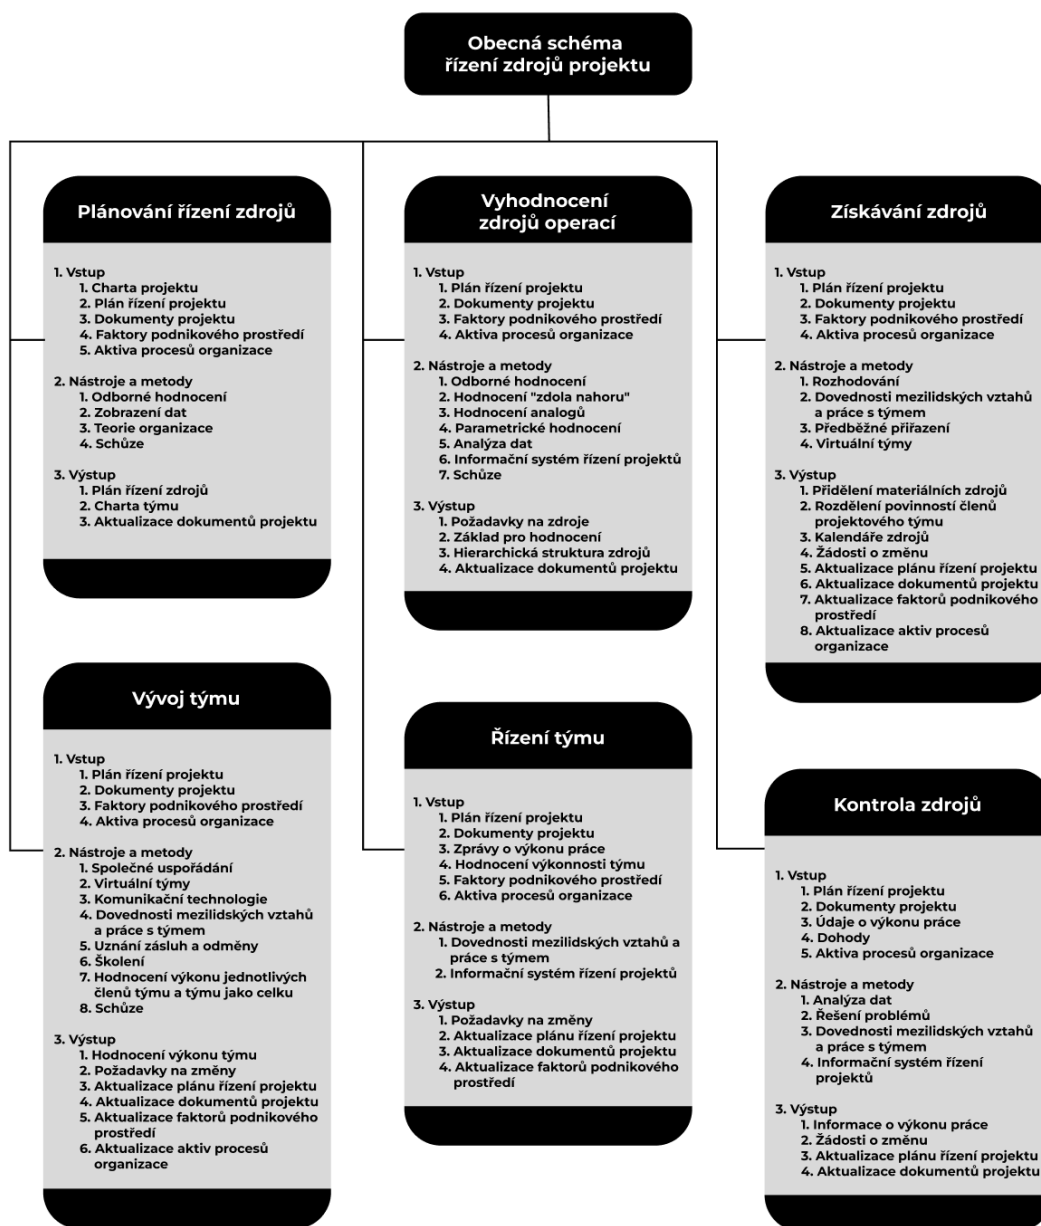 Obecná schéma
řízení zdrojů projektu
Plánování řízení zdrojů
1. Vstup
1. Charta projektu
2. Plán řízení projektu
3. Dokumenty projektu
4. Faktory podnikového prostředí
5. Aktiva procesů organizace
2. Nástroje a metody
1. Odborné hodnocení
2. Zobrazení dat
3. Teorie organizace
4. Schůze
3. Výstup
1. Plán řízení zdrojů
2. Charta týmu
3. Aktualizace dokumentů projektu
Vyhodnocení
zdrojů operací
1. Vstup
1. Plán řízení projektu
2. Dokumenty projektu
3. Faktory podnikového prostředí
4. Aktiva procesů organizace
2. Nástroje a metody
1. Odborné hodnocení
2. Hodnocení "zdola nahoru"
3. Hodnocení analogů
4. Parametrické hodnocení
5. Analýza dat
6. Informační systém řízení projektů
7. Schůze
3. Výstup
1. Požadavky na zdroje
2. Základ pro hodnocení
3. Hierarchická struktura zdrojů
4. Aktualizace dokumentů projektu
Získávání zdrojů
1. Vstup
1. Plán řízení projektu
2. Dokumenty projektu
3. Faktory podnikového prostředí
4. Aktiva procesů organizace
2. Nástroje a metody
1. Rozhodování
2. Dovednosti mezilidských vztahů
a práce s týmem
3. Předběžné přiřazení
4. Virtuální týmy
3. Výstup
1. Přidělení materiálních zdrojů
2. Rozdělení povinností členů
projektového týmu
3. Kalendáře zdrojů
4. Žádosti o změnu
5. Aktualizace plánu řízení projektu
6. Aktualizace dokumentů projektu
7. Aktualizace faktorů podnikového
prostředí
8. Aktualizace aktiv procesů
organizace
Vývoj týmu
1. Vstup
1. Plán řízení projektu
2. Dokumenty projektu
3. Faktory podnikového prostředí
4. Aktiva procesů organizace
2. Nástroje a metody
1. Společné uspořádání
2. Virtuální týmy
3. Komunikační technologie
4. Dovednosti mezilidských vztahů
a práce s týmem
5. Uznání zásluh a odměny
6. Školení
7. Hodnocení výkonu jednotlivých
členů týmu a týmu jako celku
8. Schůze
3. Výstup
1. Hodnocení výkonu týmu
2. Požadavky na změny
3. Aktualizace plánu řízení projektu
4. Aktualizace dokumentů projektu
5. Aktualizace faktorů podnikového
prostředí
6. Aktualizace aktiv procesů
organizace
Řízení týmu
1. Vstup
1. Plán řízení projektu
2. Dokumenty projektu
3. Zprávy o výkonu práce
4. Hodnocení výkonnosti týmu
5. Faktory podnikového prostředí
6. Aktiva procesů organizace
2. Nástroje a metody
1. Dovednosti mezilidských vztahů a
práce s týmem
2. Informační systém řízení projektů
3. Výstup
1. Požadavky na změny
2. Aktualizace plánu řízení projektu
3. Aktualizace dokumentů projektu
4. Aktualizace faktorů podnikového
prostředí
Kontrola zdrojů
1. Vstup
1. Plán řízení projektu
2. Dokumenty projektu
3. Údaje o výkonu práce
4. Dohody
5. Aktiva procesů organizace
2. Nástroje a metody
1. Analýza dat
2. Řešení problémů
3. Dovednosti mezilidských vztahů
a práce s týmem
4. Informační systém řízení
projektů
3. Výstup
1. Informace o výkonu práce
2. Žádosti o změnu
3. Aktualizace plánu řízení projektu
4. Aktualizace dokumentů projektu